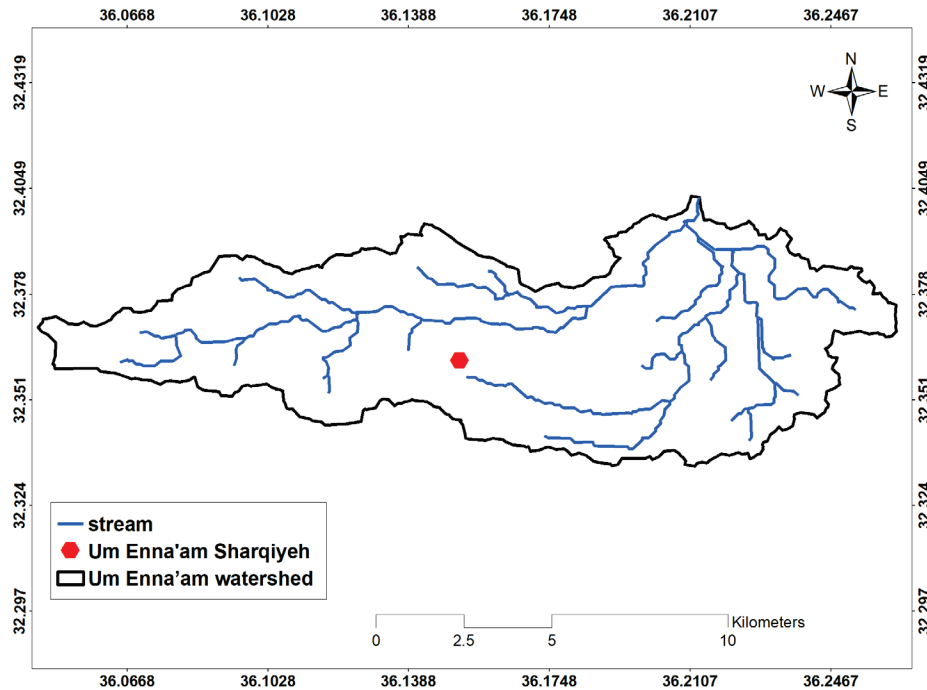 36.0668 36.1028 36.1388 36.1748 36.2107 36.2467
32.4319 32.4319
N
W E
S
32.4049 32.4049
32.378 32.378
32.351 32.351
32.324 32.324
stream
Um Enna'am Sharqiyeh
Um Enna’am watershed
32.297 32.297
Kilometers
0 2.5 5 10
36.0668 36.1028 36.1388 36.1748 36.2107 36.2467